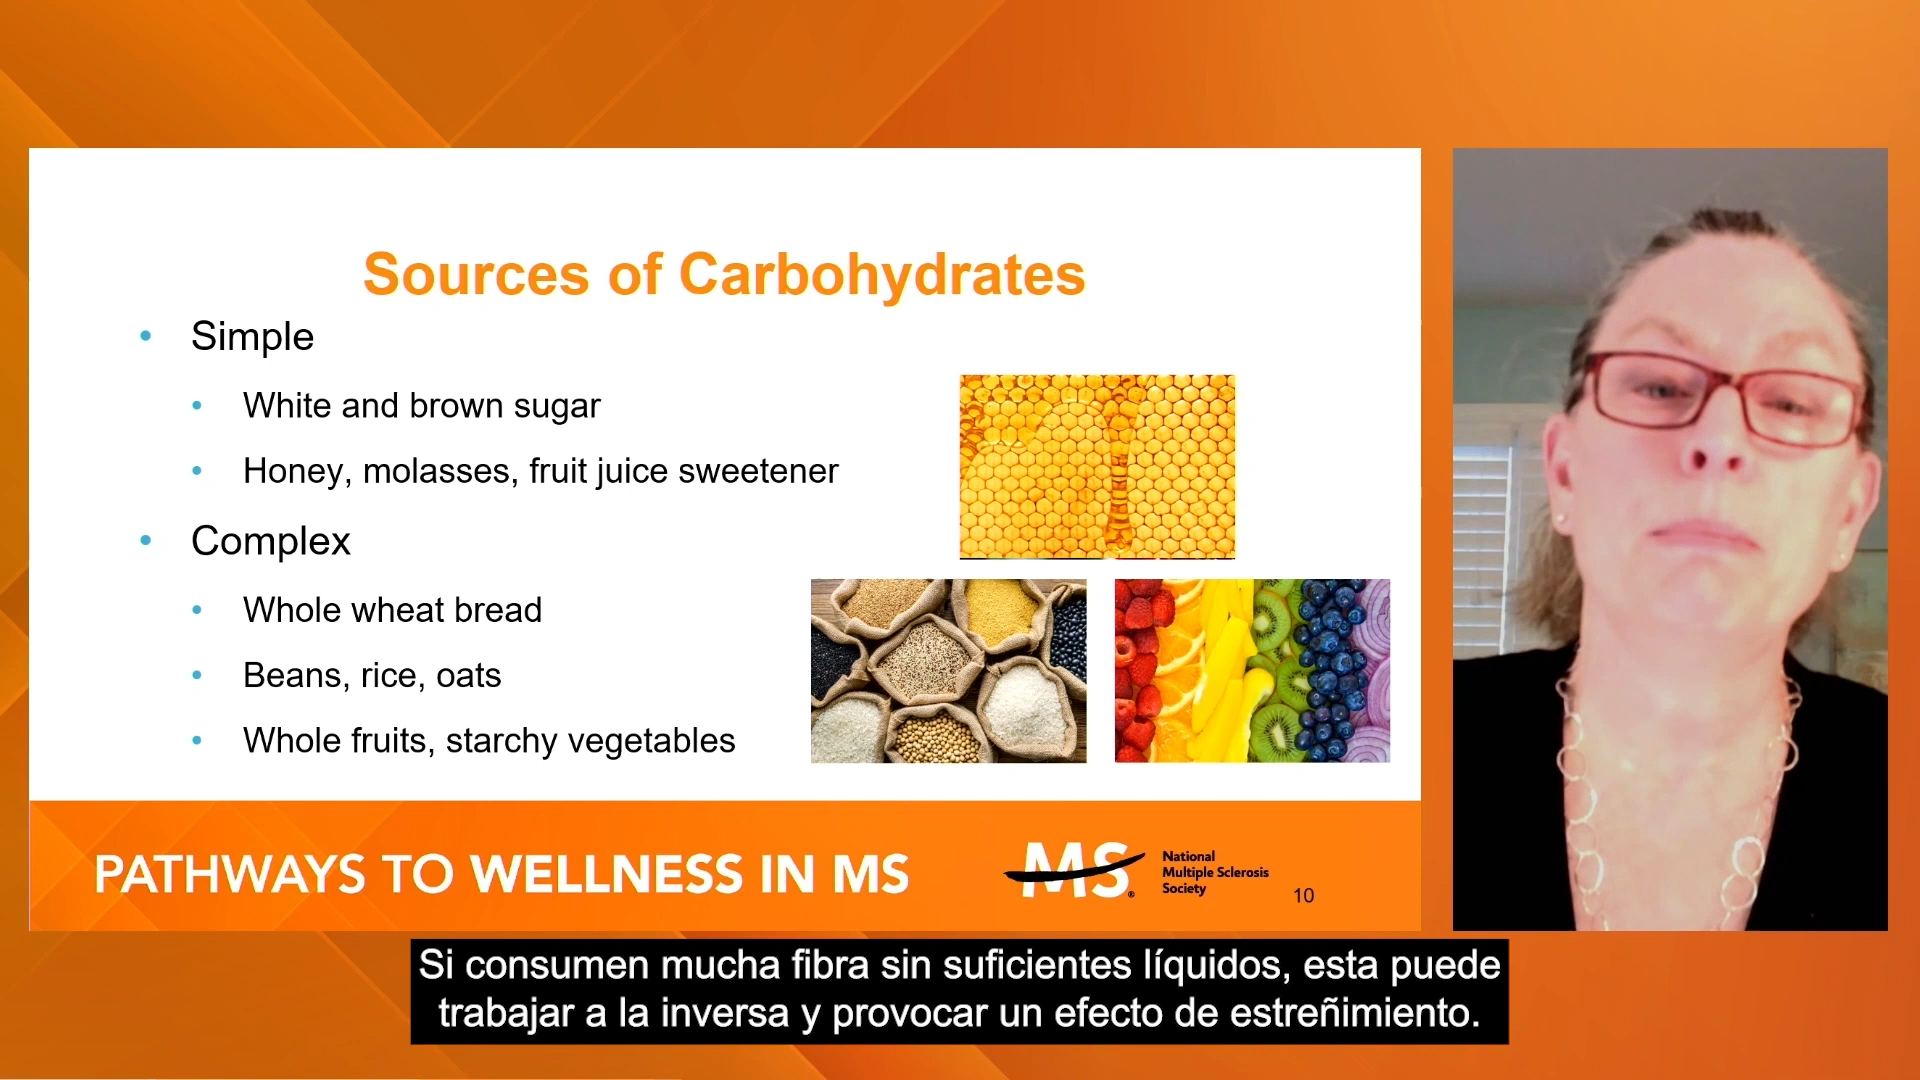 Sources of Carbohydrates
• Simple
• White and brown sugar
• Honey, molasses, fruit juice sweetener
• Complex
• Whole wheat bread
• Beans, rice, oats
• Whole fruits, starchy vegetables
PATHWAYS TO WELLNESS IN MS
MS®
National
Multiple Sclerosis
Society
10
Si consumen mucha fibra sin suficientes líquidos, esta puede
trabajar a la inversa y provocar un efecto de estreñimiento.